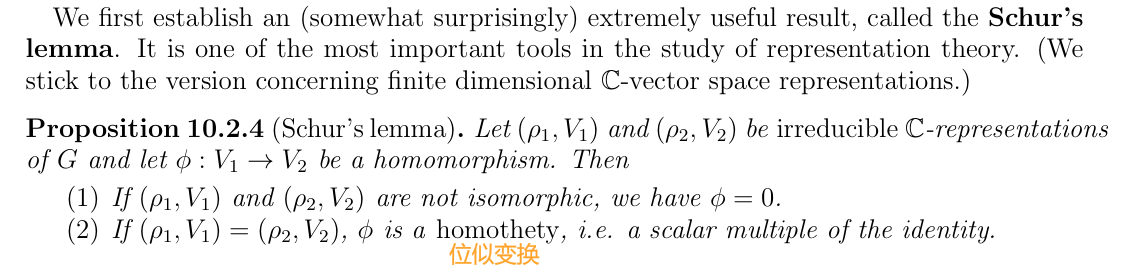 We first establish an (somewhat surprisingly) extremely useful result, called the Schur's
lemma. It is one of the most important tools in the study of representation theory. (We
stick to the version concerning finite dimensional ℂ-vector space representations.)
Proposition 10.2.4 (Schur's lemma). Let (ρ₁, V₁) and (ρ₂, V₂) be irreducible ℂ-representations
of G and let ϕ : V₁ → V₂ be a homomorphism. Then
(1) If (ρ₁, V₁) and (ρ₂, V₂) are not isomorphic, we have ϕ = 0.
(2) If (ρ₁, V₁) = (ρ₂, V₂), ϕ is a homothety, i.e. a scalar multiple of the identity.
位似变换